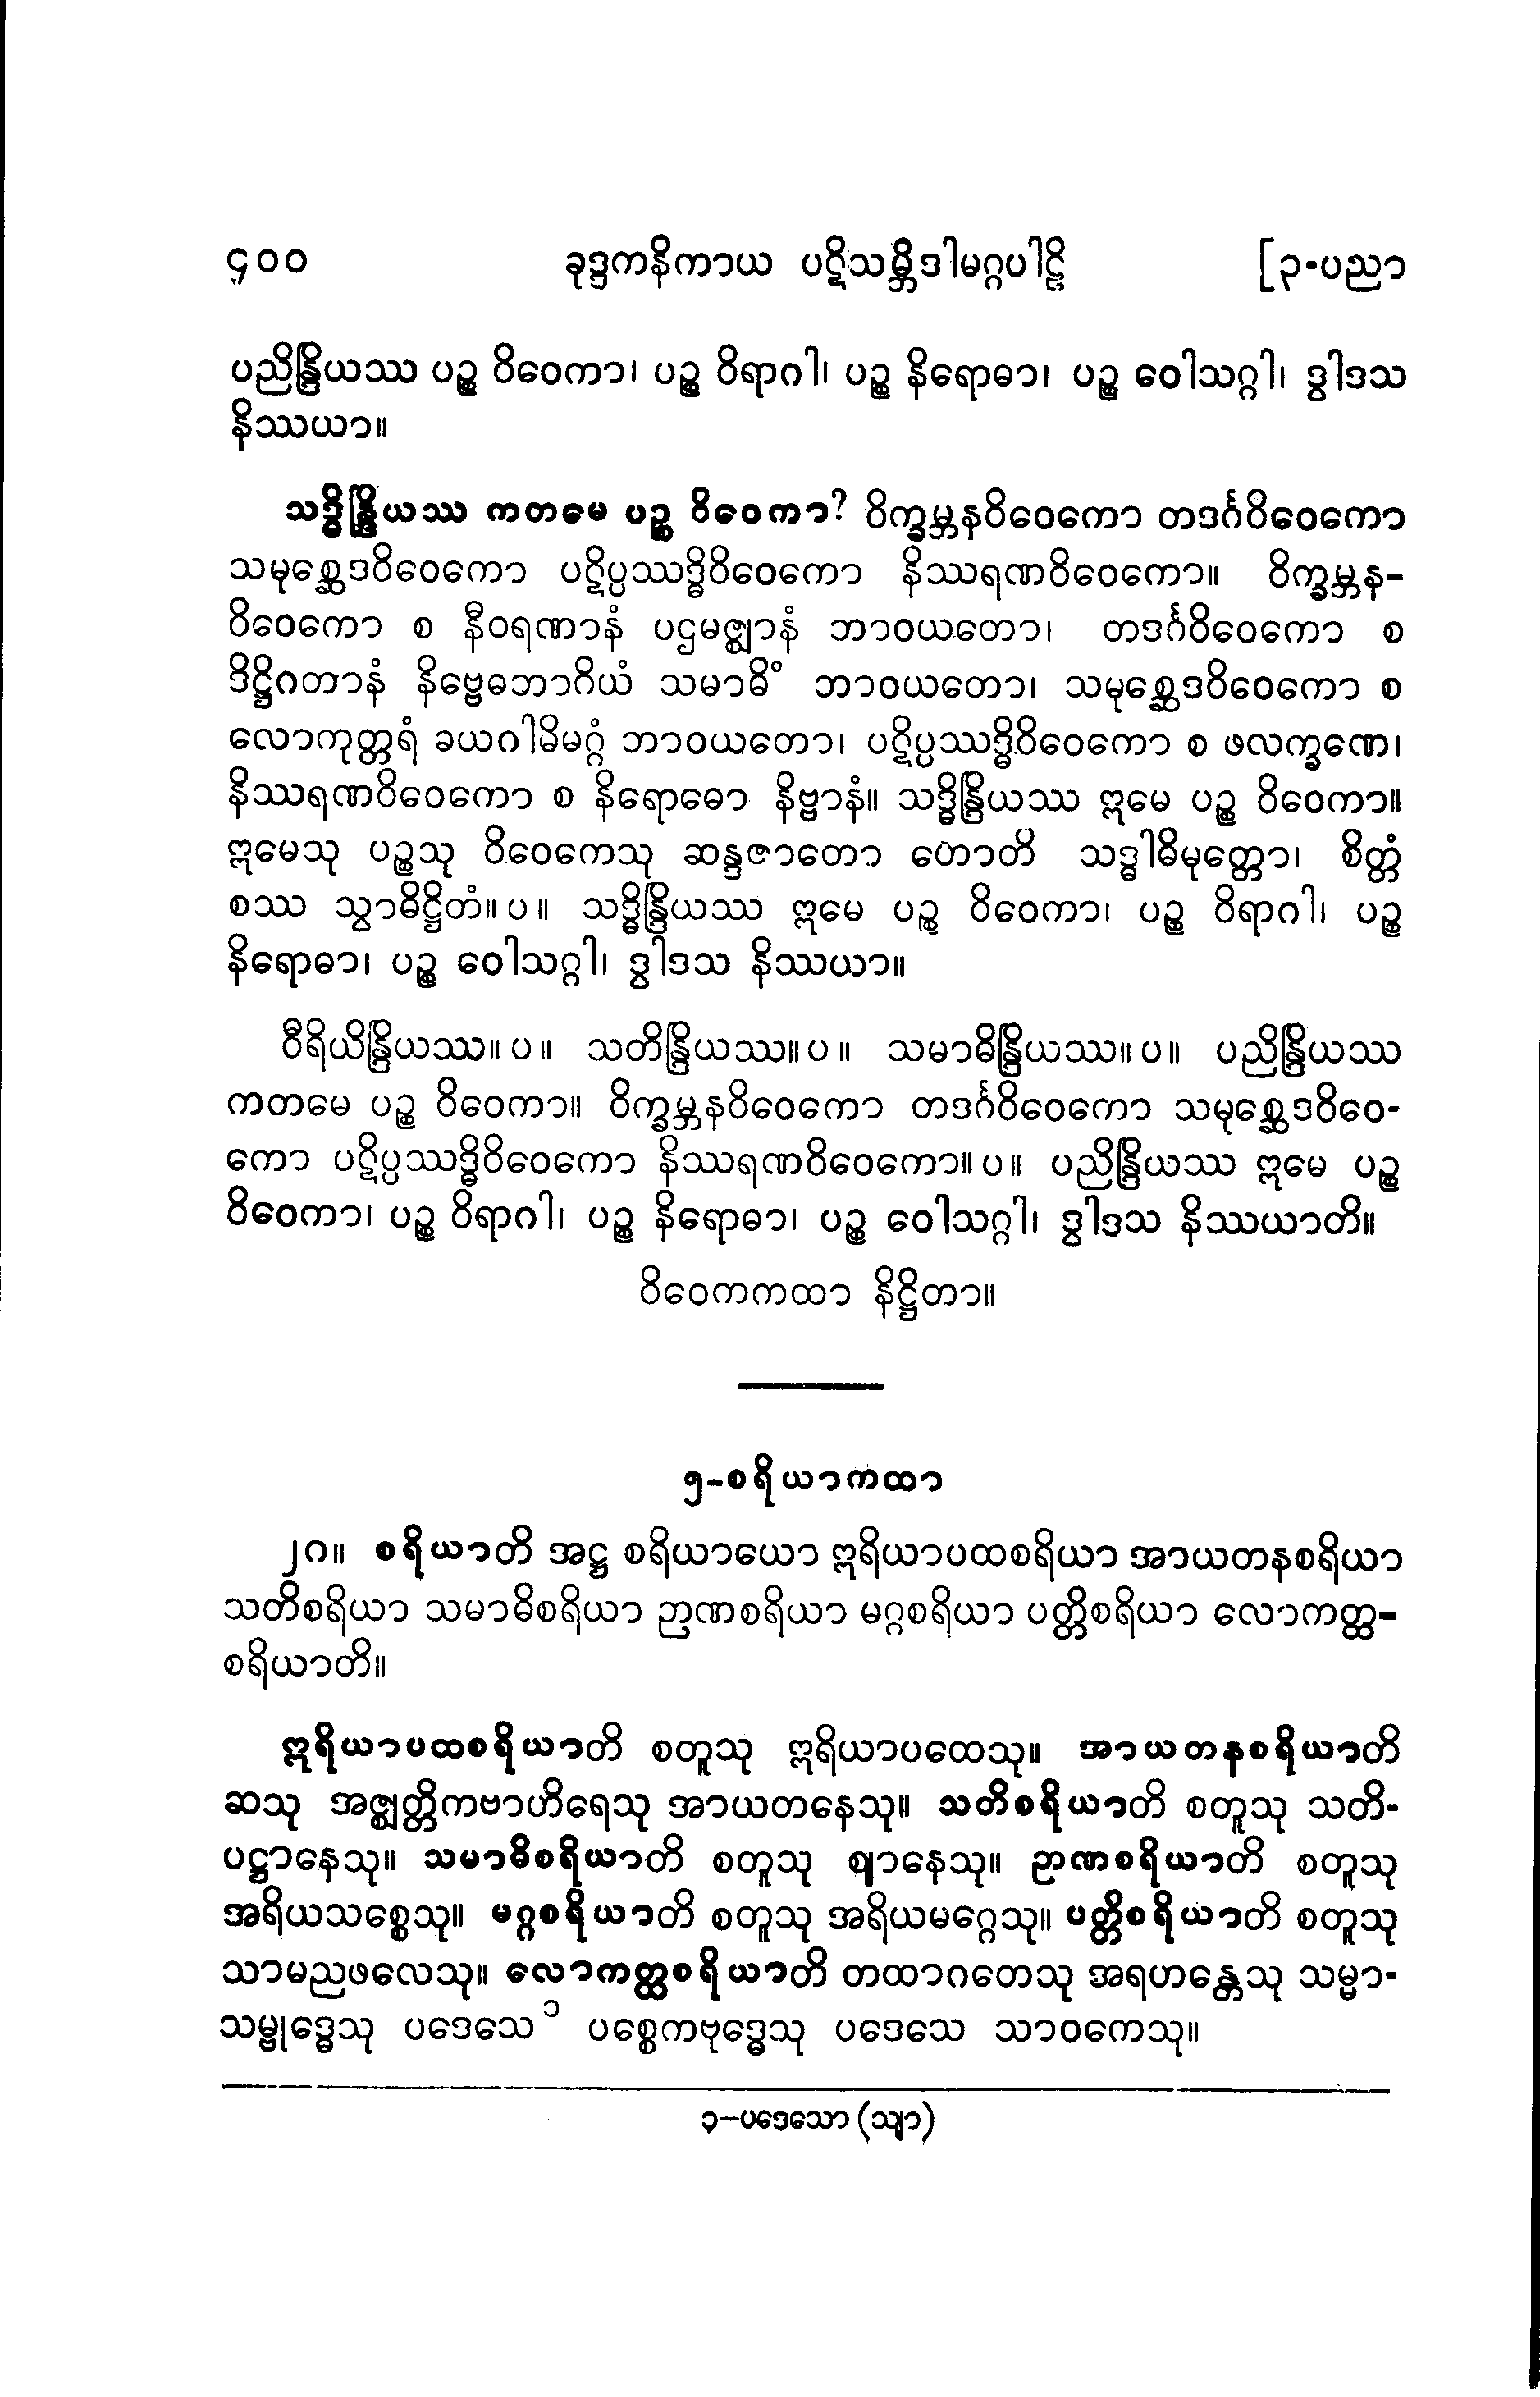 ၄၀၀ ခုဒ္ဒကနိကာယ ပဋိသမ္ဘိဒါမဂ္ဂပါဠိ [၃-ပညာ
ပညိန္ဒြိယဿ ပဉ္စ ဝိဝေကာ၊ ပဉ္စ ဝိရာဂါ၊ ပဉ္စ နိရောဓာ၊ ပဉ္စ ဝေါသဂ္ဂါ၊ ဒွါဒသ
နိဿယာ။
သဒ္ဓိန္ဒြိယဿ ကတမေ ပဉ္စ ဝိဝေကာ? ဝိက္ခမ္ဘနဝိဝေကော တဒင်္ဂဝိဝေကော
သမုစ္ဆေဒဝိဝေကော ပဋိပ္ပဿဒ္ဓိဝိဝေကော နိဿရဏဝိဝေကော။ ဝိက္ခမ္ဘန-
ဝိဝေကော စ နီဝရဏာနံ ပဌမဇ္ဈာနံ ဘာဝယတော၊ တဒင်္ဂဝိဝေကော စ
ဒိဋ္ဌိဂတာနံ နိဗ္ဗေဓဘာဂိယံ သမာဓိံ ဘာဝယတော၊ သမုစ္ဆေဒဝိဝေကော စ
လောကုတ္တရံ ခယဂါမိမဂ္ဂံ ဘာဝယတော၊ ပဋိပ္ပဿဒ္ဓိဝိဝေကော စ ဖလက္ခဏေ၊
နိဿရဏဝိဝေကော စ နိရောဓော နိဗ္ဗာနံ။ သဒ္ဓိန္ဒြိယဿ ဣမေ ပဉ္စ ဝိဝေကာ။
ဣမေသု ပဉ္စသု ဝိဝေကေသု ဆန္ဒဇာတော ဟောတိ သဒ္ဓါဓိမုတ္တော၊ စိတ္တံ
စဿ သွာဓိဋ္ဌိတံ။ပ။ သဒ္ဓိန္ဒြိယဿ ဣမေ ပဉ္စ ဝိဝေကာ၊ ပဉ္စ ဝိရာဂါ၊ ပဉ္စ
နိရောဓာ၊ ပဉ္စ ဝေါသဂ္ဂါ၊ ဒွါဒသ နိဿယာ။
ဝီရိယိန္ဒြိယဿ။ပ။ သတိန္ဒြိယဿ။ပ။ သမာဓိန္ဒြိယဿ။ပ။ ပညိန္ဒြိယဿ
ကတမေ ပဉ္စ ဝိဝေကာ။ ဝိက္ခမ္ဘနဝိဝေကော တဒင်္ဂဝိဝေကော သမုစ္ဆေဒဝိဝေ-
ကော ပဋိပ္ပဿဒ္ဓိဝိဝေကော နိဿရဏဝိဝေကော။ပ။ ပညိန္ဒြိယဿ ဣမေ ပဉ္စ
ဝိဝေကာ၊ ပဉ္စ ဝိရာဂါ၊ ပဉ္စ နိရောဓာ၊ ပဉ္စ ဝေါသဂ္ဂါ၊ ဒွါဒသ နိဿယာတိ။
ဝိဝေကကထာ နိဋ္ဌိတာ။
၅-စရိယာကထာ
၂ဂ။ စရိယာတိ အဋ္ဌ စရိယာယော ဣရိယာပထစရိယာ အာယတနစရိယာ
သတိစရိယာ သမာဓိစရိယာ ဉာဏစရိယာ မဂ္ဂစရိယာ ပတ္တိစရိယာ လောကတ္ထ-
စရိယာတိ။
ဣရိယာပထစရိယာတိ စတူသု ဣရိယာပထေသု။ အာယတနစရိယာတိ
ဆသု အဇ္ဈတ္တိကဗာဟိရေသု အာယတနေသု။ သတိစရိယာတိ စတူသု သတိ-
ပဋ္ဌာနေသု။ သမာဓိစရိယာတိ စတူသု ဈာနေသု။ ဉာဏစရိယာတိ စတူသု
အရိယသစ္စေသု။ မဂ္ဂစရိယာတိ စတူသု အရိယမဂ္ဂေသု။ ပတ္တိစရိယာတိ စတူသု
သာမညဖလေသု။ လောကတ္ထစရိယာတိ တထာဂတေသု အရဟန္တေသု သမ္မာ-
သမ္ဗုဒ္ဓေသု ပဒေသေ ၁ ပစ္စေကဗုဒ္ဓေသု ပဒေသေ သာဝကေသု။
၃-ပဒေသော (သျာ)